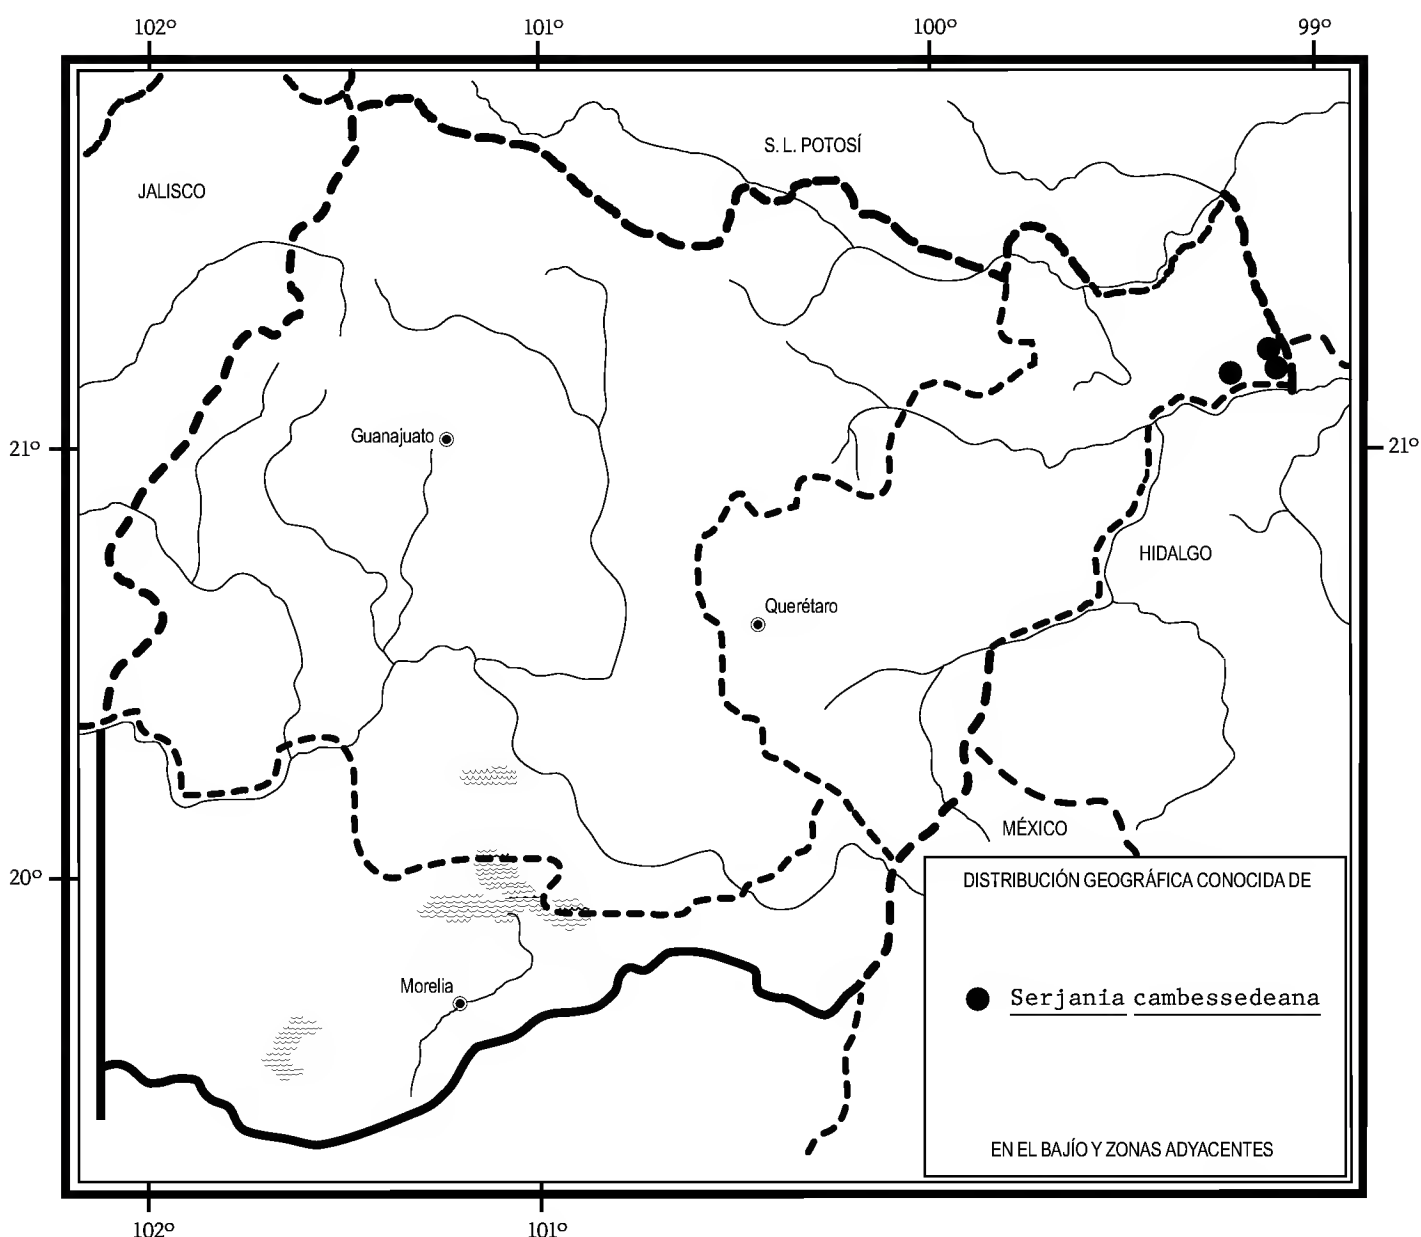 102º 101º 100º 99º
S. L. POTOSÍ
JALISCO
Guanajuato
21º 21º
HIDALGO
Querétaro
MÉXICO
20º
DISTRIBUCIÓN GEOGRÁFICA CONOCIDA DE
Morelia
Serjania cambessedeana
EN EL BAJÍO Y ZONAS ADYACENTES
102º 101º